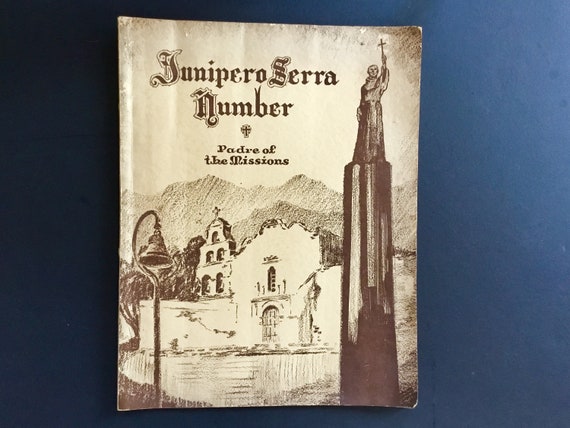 Junipero Serra
Number
Padre of
the Missions